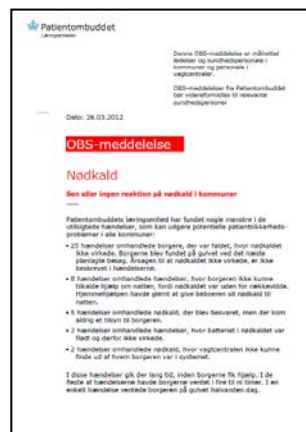 Patientombuddet
Læringsenheden
Denne OBS-meddelelse er målrettet
ledelser og sundhedspersonale i
kommuner og personale i
vagtcentraler.
OBS-meddelelser fra Patientombuddet
bør videreformidles til relevante
sundhedspersoner
Dato: 26.03.2012
OBS-meddelelse
Nødkald
Sen eller ingen reaktion på nødkald i kommuner
Patientombuddets læringsenhed har fundet nogle mønstre i de
utilsigtede hændelser, som kan udgøre potentielle patientsikkerheds-
problemer i alle kommuner:
• 25 hændelser omhandlede borgere, der var faldet, hvor nødkaldet
ikke virkede. Borgerne blev fundet på gulvet ved det næste
planlagte besøg. Årsagen til at nødkaldet ikke virkede, er ikke
beskrevet i hændelserne.
• 8 hændelser omhandlede hændelser, hvor borgeren ikke kunne
tilkalde hjælp om natten, fordi nødkaldet var uden for rækkevidde.
Hjemmehjælpen havde glemt at give beboeren sit nødkald til
natten.
• 5 hændelser omhandlede nødkald, der blev besvaret, men der kom
aldrig et tilsyn til borgeren.
• 2 hændelser omhandlede hændelser, hvor batteriet i nødkaldet var
fladt og derfor ikke virkede.
• 2 hændelser omhandlede nødkald, hvor vagtcentralen ikke kunne
finde ud af hvem borgeren var i systemet.
I disse hændelser gik der lang tid, inden borgerne fik hjælp. I de
fleste af hændelserne havde borgerne ventet i fire til ni timer. I en
enkelt hændelse ventede borgeren på gulvet halvanden dag.